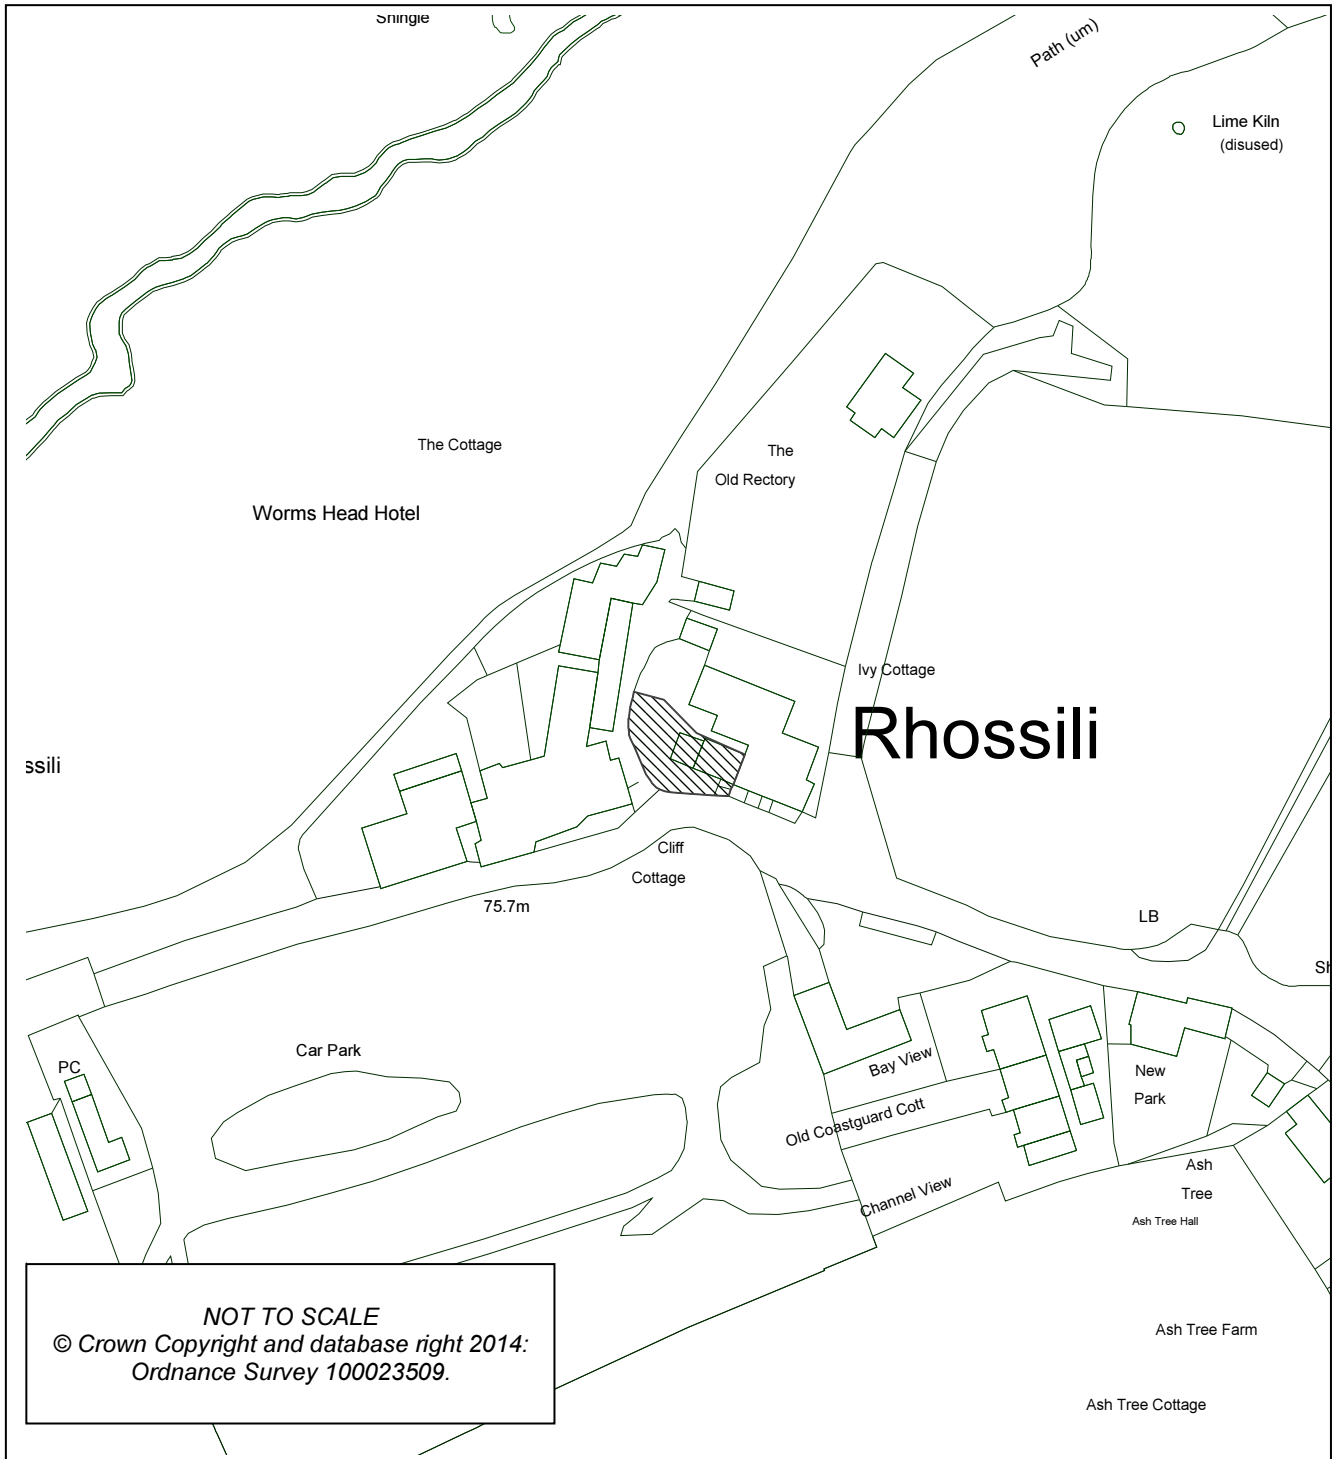 Shingle
Path (um)
Lime Kiln
(disused)
The Cottage
The
Old Rectory
Worms Head Hotel
Ivy Cottage
Rhossili
ssili
Cliff
Cottage
75.7m
LB
Sh
Car Park
PC
Bay View
New
Park
Old Coastguard Cott
Channel View
Ash
Tree
Ash Tree Hall
NOT TO SCALE
© Crown Copyright and database right 2014:
Ordnance Survey 100023509.
Ash Tree Farm
Ash Tree Cottage